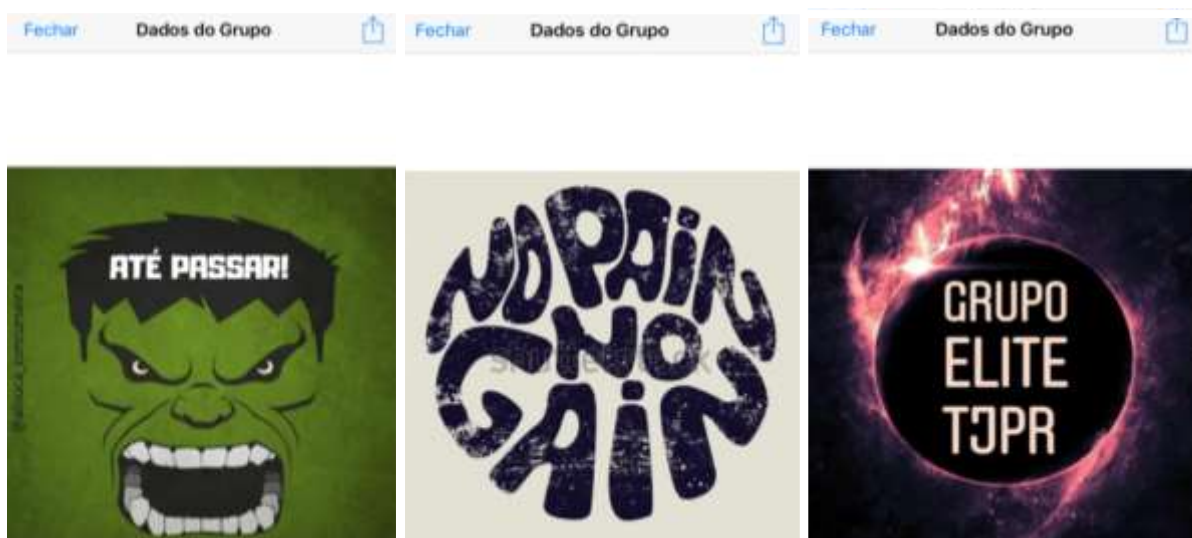 Fechar Dados do Grupo
Fechar Dados do Grupo
Fechar Dados do Grupo
ATÉ PASSAR!
NO PAIN
NO
GAIN
GRUPO
ELITE
TJPR